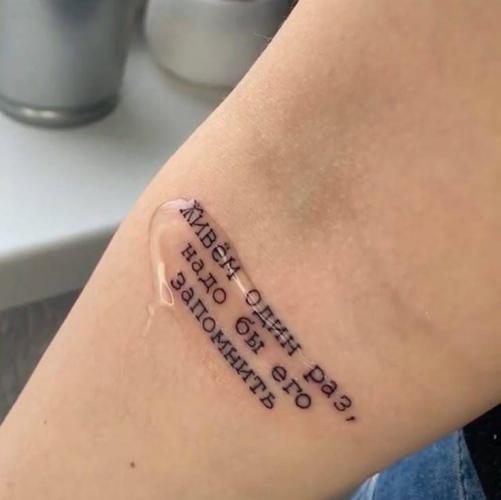 живём один раз,
надо бы его
запомнить